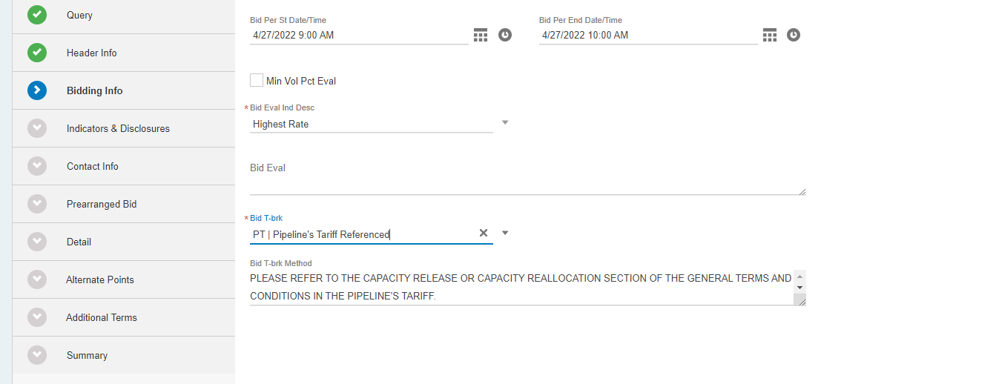 Query
Header Info
Bidding Info
Indicators & Disclosures
Contact Info
Prearranged Bid
Detail
Alternate Points
Additional Terms
Summary
Bid Per St Date/Time
4/27/2022 9:00 AM
Bid Per End Date/Time
4/27/2022 10:00 AM
Min Vol Pct Eval
* Bid Eval Ind Desc
Highest Rate
Bid Eval
* Bid T-brk
PT | Pipeline's Tariff Referenced
Bid T-brk Method
PLEASE REFER TO THE CAPACITY RELEASE OR CAPACITY REALLOCATION SECTION OF THE GENERAL TERMS AND
CONDITIONS IN THE PIPELINE'S TARIFF.